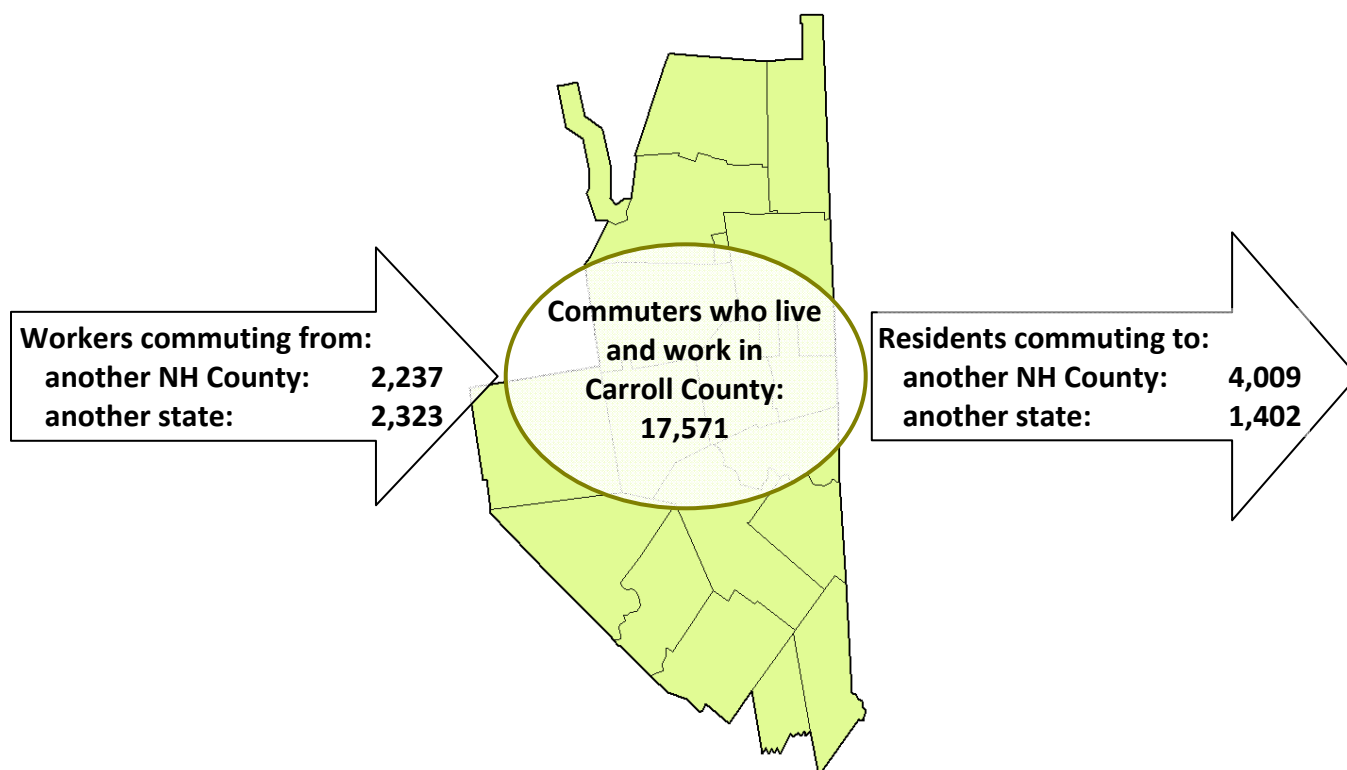 Workers commuting from:
another NH County: 2,237
another state: 2,323
Commuters who live
and work in
Carroll County:
17,571
Residents commuting to:
another NH County: 4,009
another state: 1,402